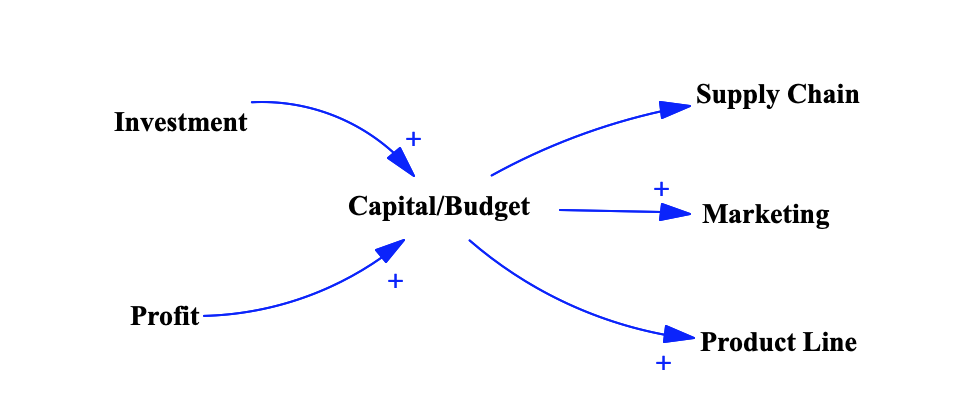 Supply Chain
Investment
+
+
Capital/Budget
Marketing
+
Profit
Product Line
+